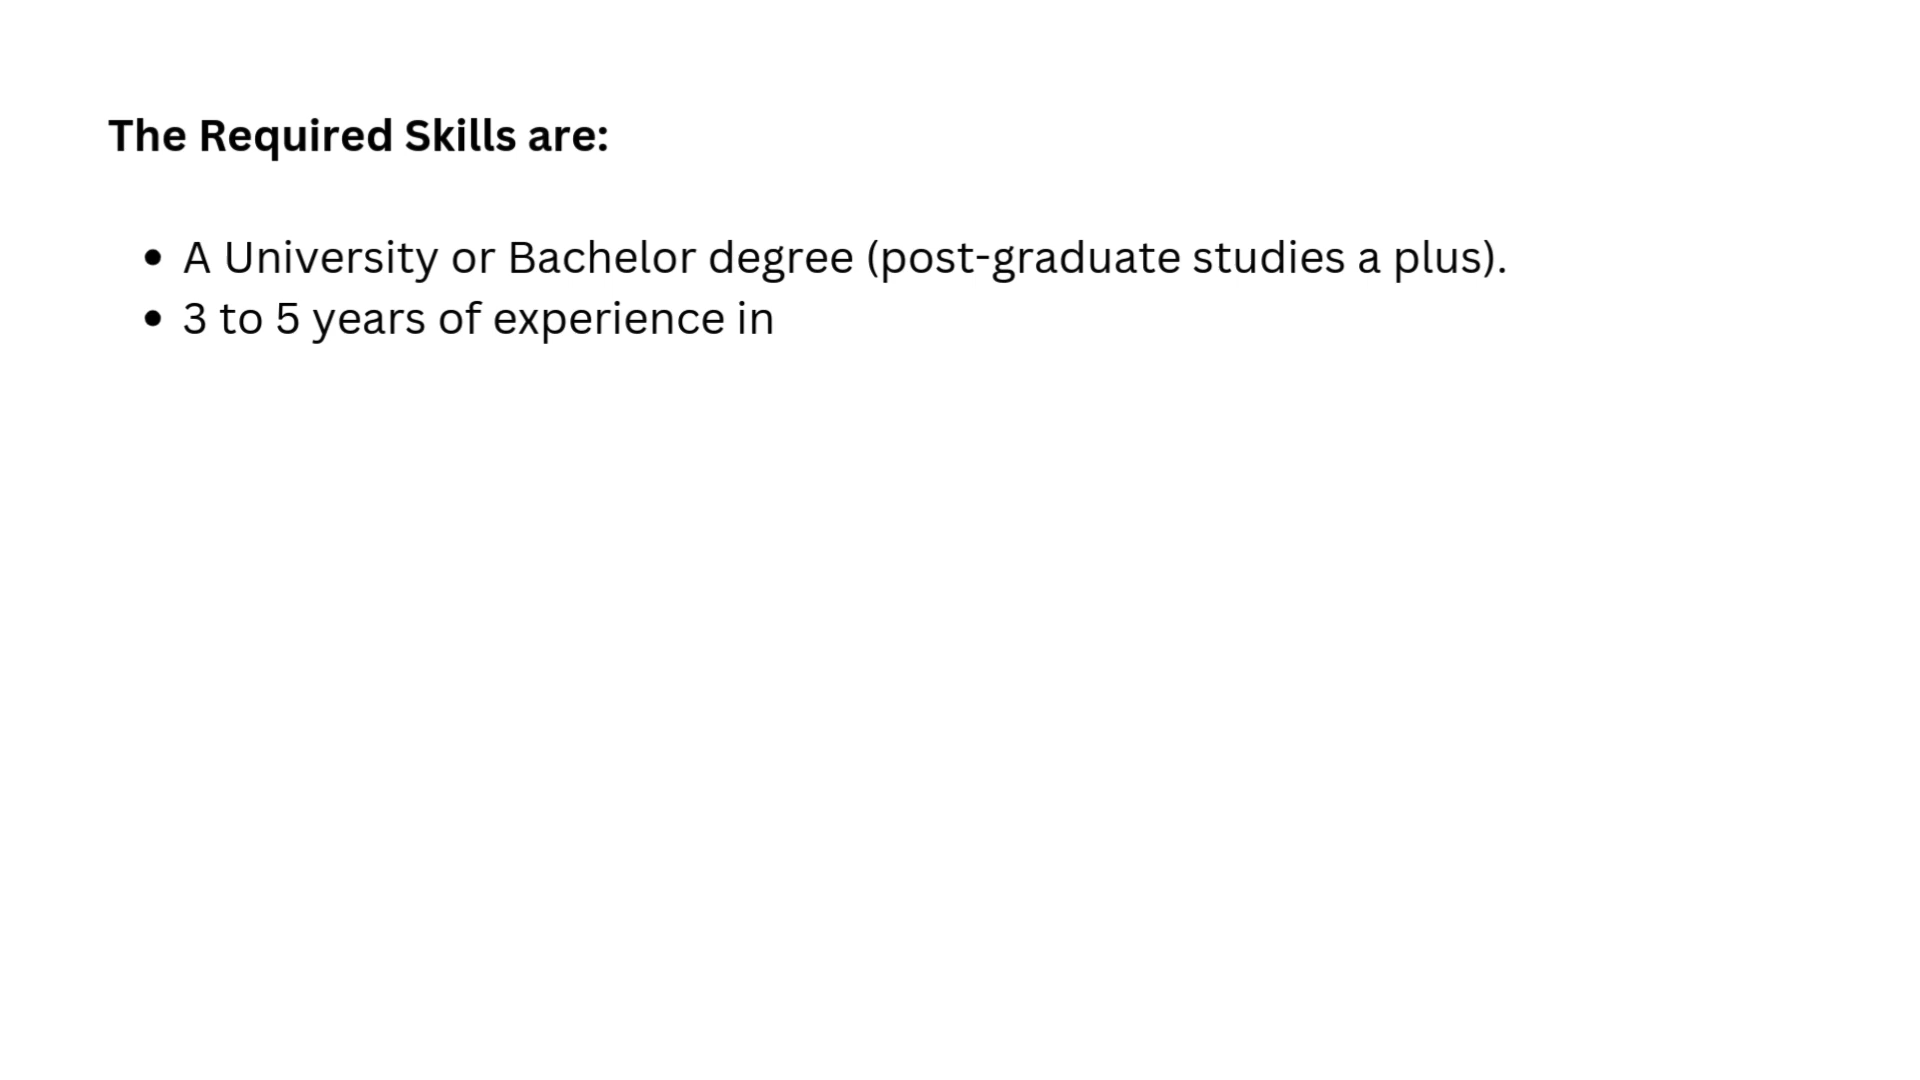 The Required Skills are:
• A University or Bachelor degree (post-graduate studies a plus).
• 3 to 5 years of experience in